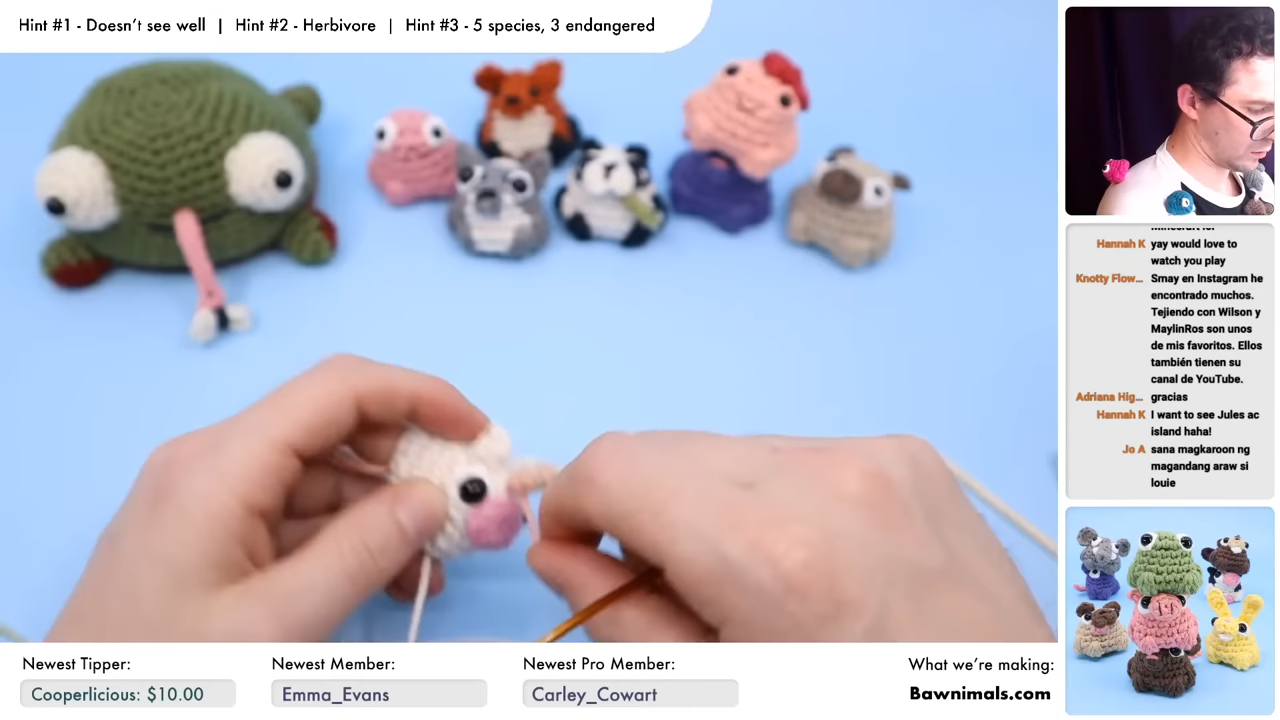 Hint #1 - Doesn't see well | Hint #2 - Herbivore | Hint #3 - 5 species, 3 endangered
Hannah K yay would love to
watch you play
Knotty Flow... Smay en Instagram he
encontrado muchos.
Tejiendo con Wilson y
MaylinRos son unos
de mis favoritos. Ellos
también tienen su
canal de YouTube.
Adriana Hig... gracias
Hannah K I want to see Jules ac
island haha!
Jo A sana magkaroon ng
magandang araw si
louie
Newest Tipper:
Cooperlicious: $10.00
Newest Member:
Emma_Evans
Newest Pro Member:
Carley_Cowart
What we're making:
Bawnimals.com